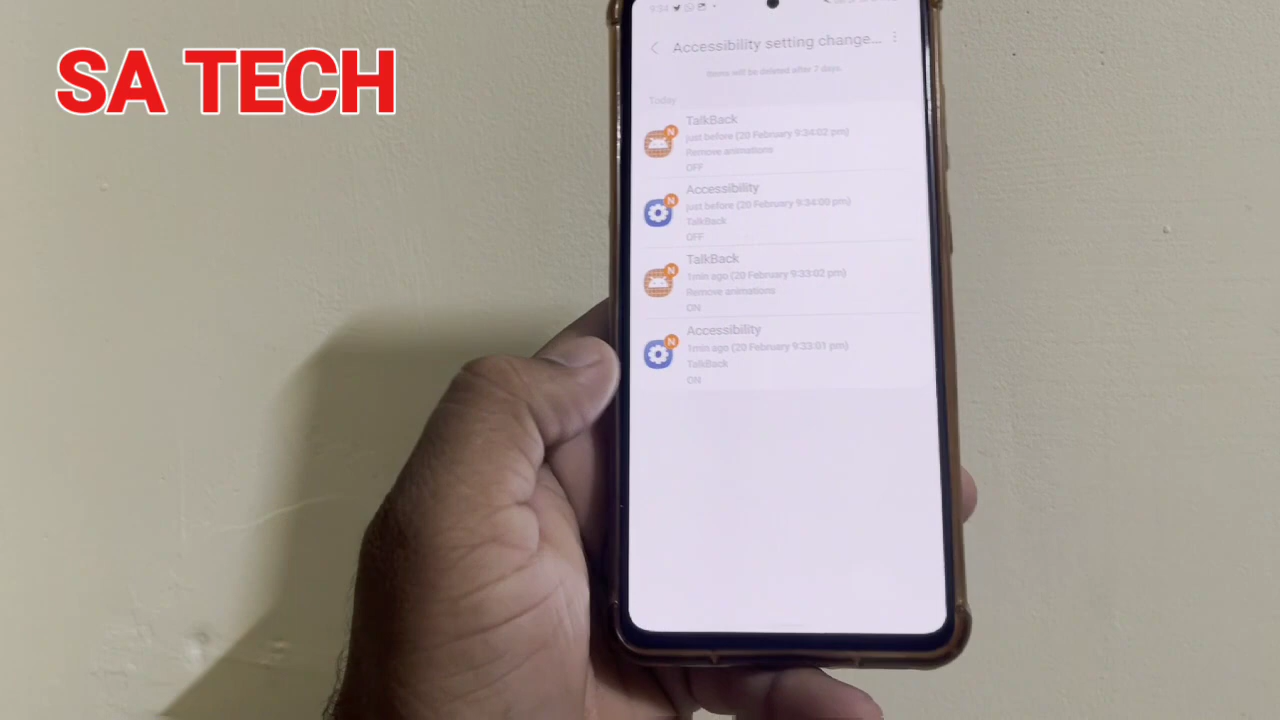 SA TECH
9:34
Accessibility setting change...
Items will be deleted after 7 days.
Today
TalkBack
just before (20 February 9:34:02 pm)
Remove animations
OFF
Accessibility
just before (20 February 9:34:00 pm)
TalkBack
OFF
TalkBack
1min ago (20 February 9:33:02 pm)
Remove animations
ON
Accessibility
1min ago (20 February 9:33:01 pm)
TalkBack
ON
N
N
N
N